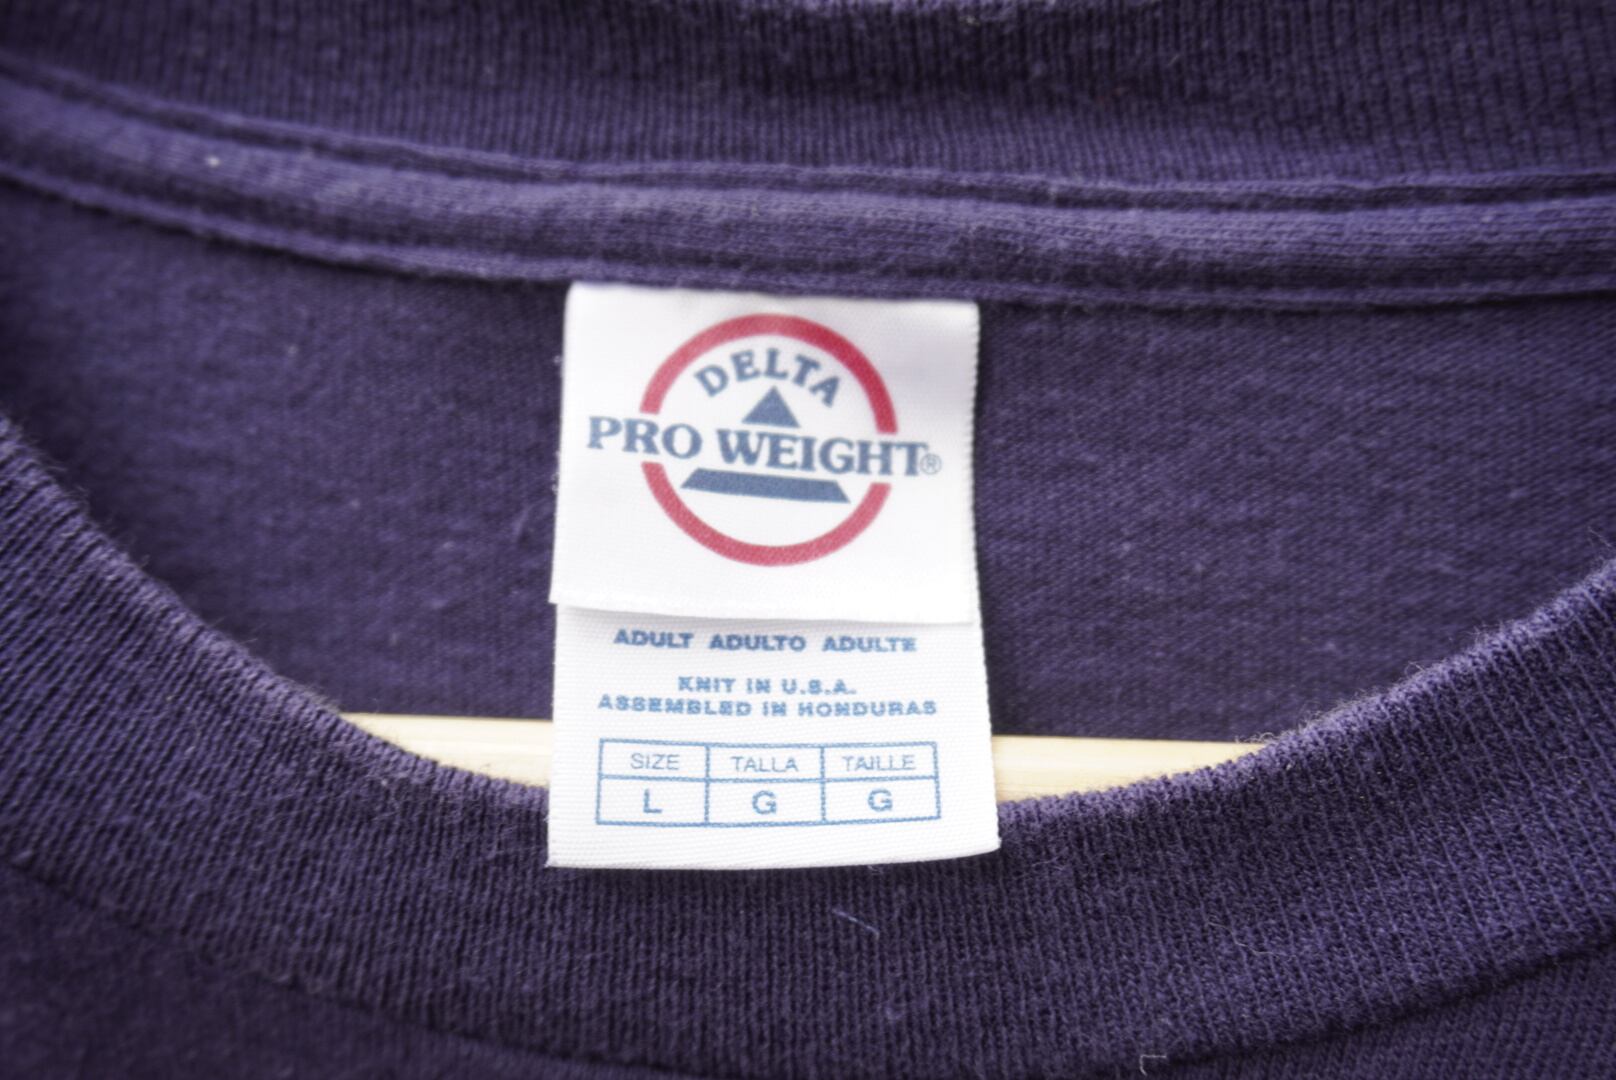 DELTA
PRO WEIGHT®
ADULT ADULTO ADULTE
KNIT IN U.S.A.
ASSEMBLED IN HONDURAS
SIZE TALLA TAILLE
L G G